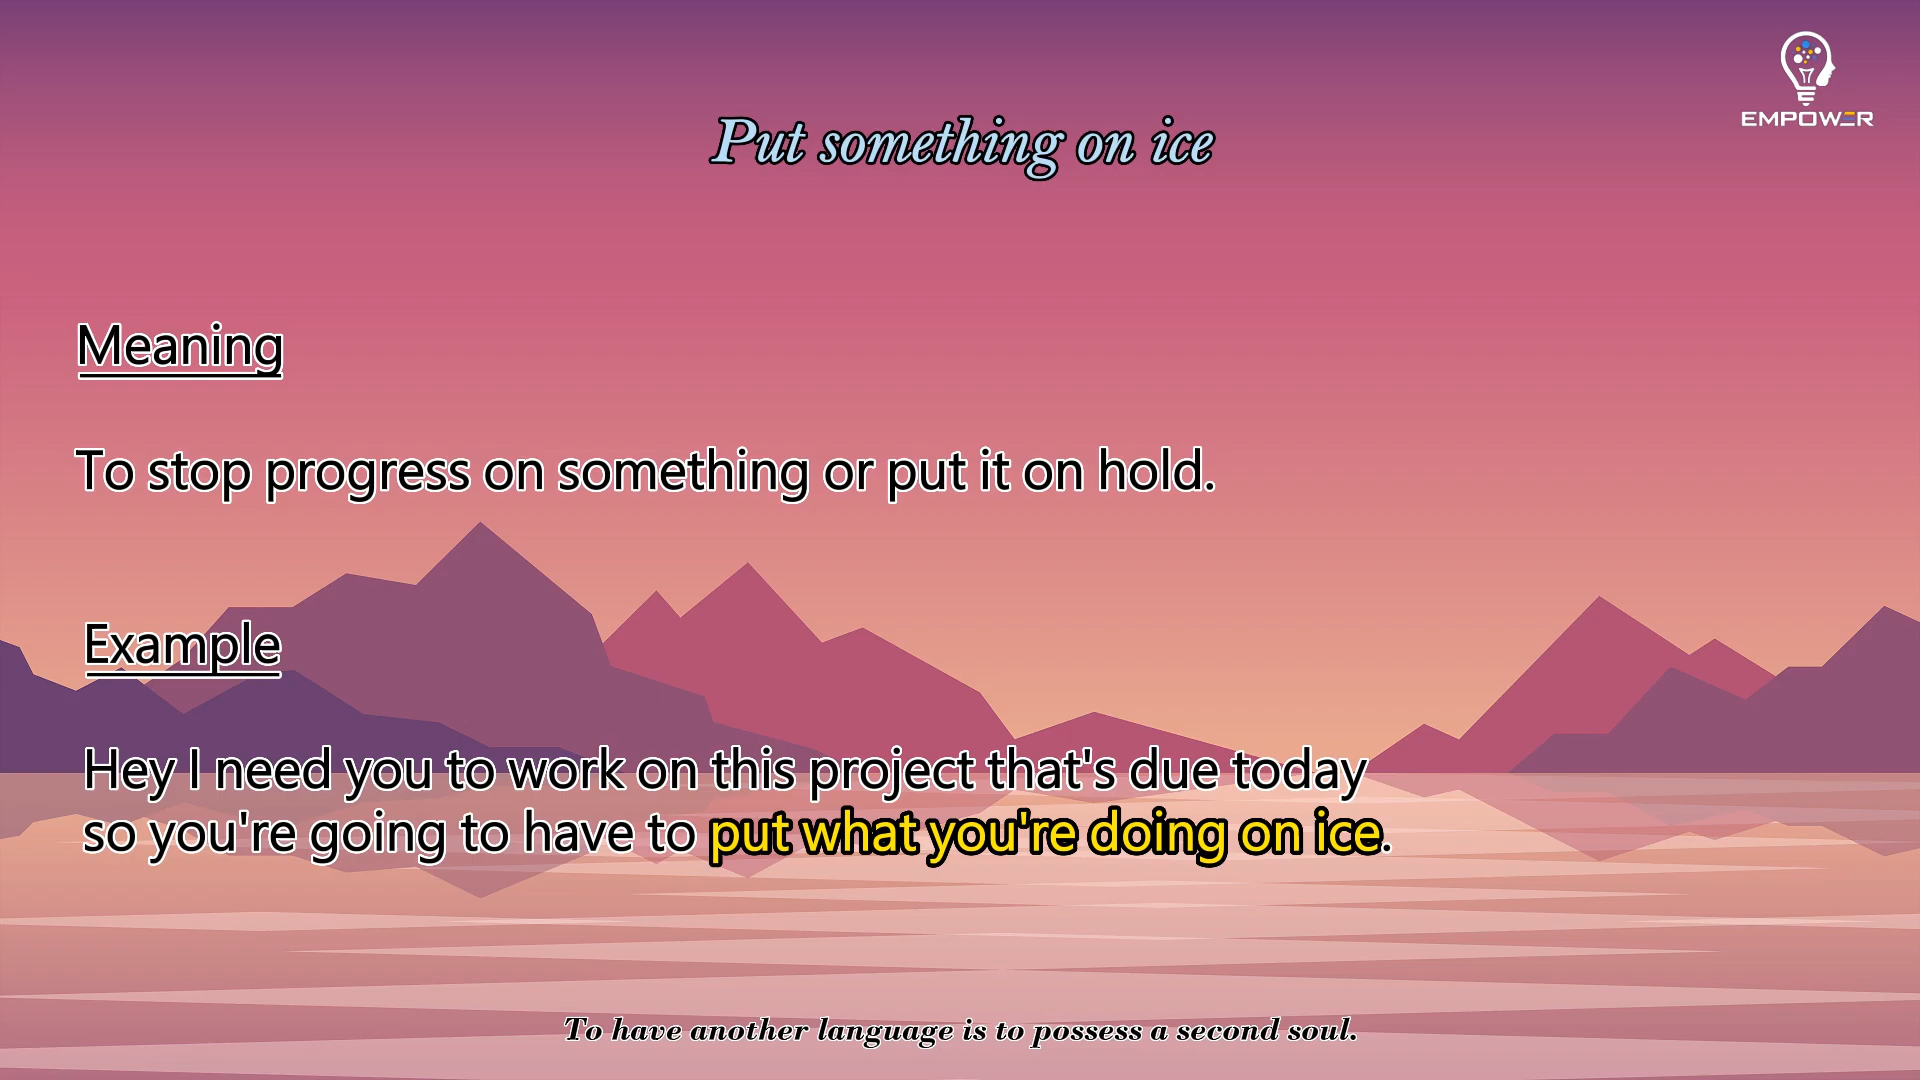 EMPOWER
Put something on ice
Meaning
To stop progress on something or put it on hold.
Example
Hey I need you to work on this project that's due today
so you're going to have to put what you're doing on ice.
To have another language is to possess a second soul.